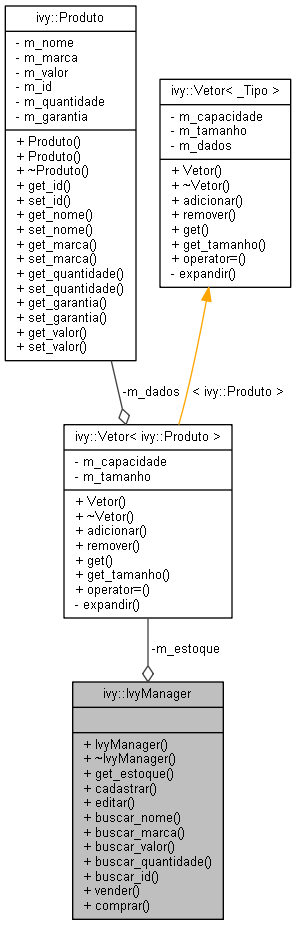 ivy::Produto
- m_nome
- m_marca
- m_valor
- m_id
- m_quantidade
- m_garantia
+ Produto()
+ Produto()
+ ~Produto()
+ get_id()
+ set_id()
+ get_nome()
+ set_nome()
+ get_marca()
+ set_marca()
+ get_quantidade()
+ set_quantidade()
+ get_garantia()
+ set_garantia()
+ get_valor()
+ set_valor()
ivy::Vetor< _Tipo >
- m_capacidade
- m_tamanho
- m_dados
+ Vetor()
+ ~Vetor()
+ adicionar()
+ remover()
+ get()
+ get_tamanho()
+ operator=()
- expandir()
-m_dados
< ivy::Produto >
ivy::Vetor< ivy::Produto >
- m_capacidade
- m_tamanho
+ Vetor()
+ ~Vetor()
+ adicionar()
+ remover()
+ get()
+ get_tamanho()
+ operator=()
- expandir()
-m_estoque
ivy::IvyManager
+ IvyManager()
+ ~IvyManager()
+ get_estoque()
+ cadastrar()
+ editar()
+ buscar_nome()
+ buscar_marca()
+ buscar_valor()
+ buscar_quantidade()
+ buscar_id()
+ vender()
+ comprar()